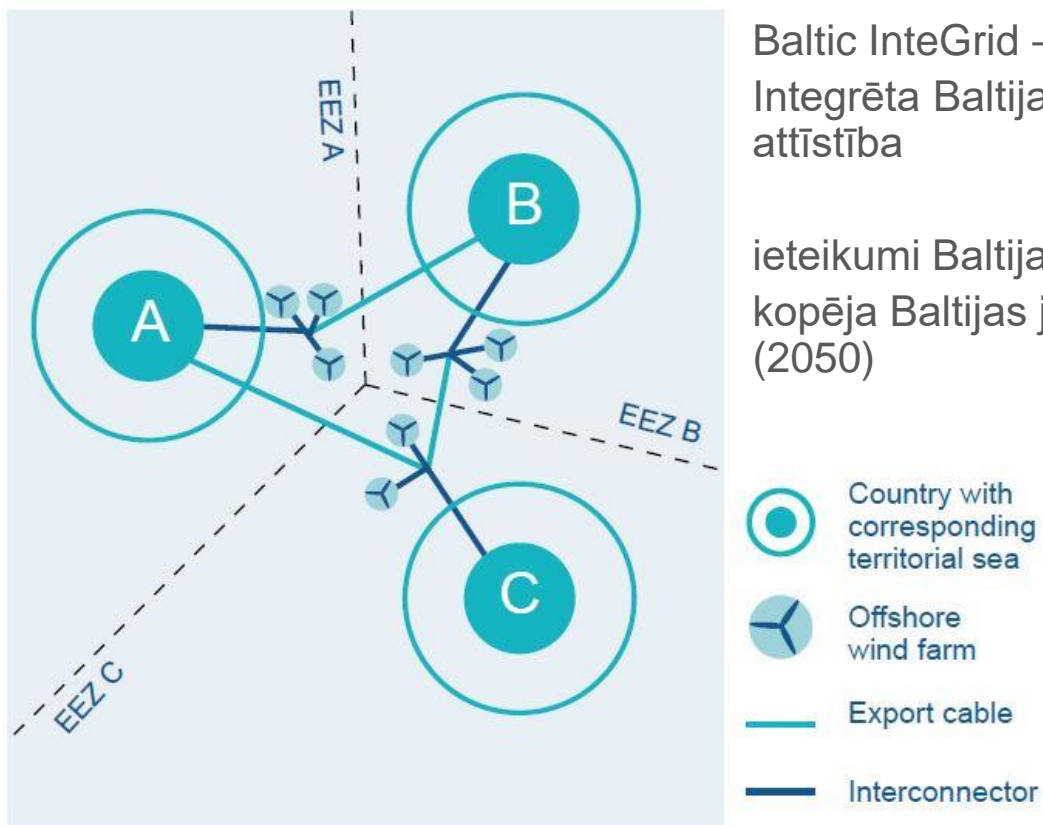 Baltic InteGrid –
Integrēta Baltija
attīstība
ieteikumi Baltija
kopēja Baltijas j
(2050)
EEZ A
B
A
EEZ B
C
EEZ C
Country with
corresponding
territorial sea
Offshore
wind farm
Export cable
Interconnector